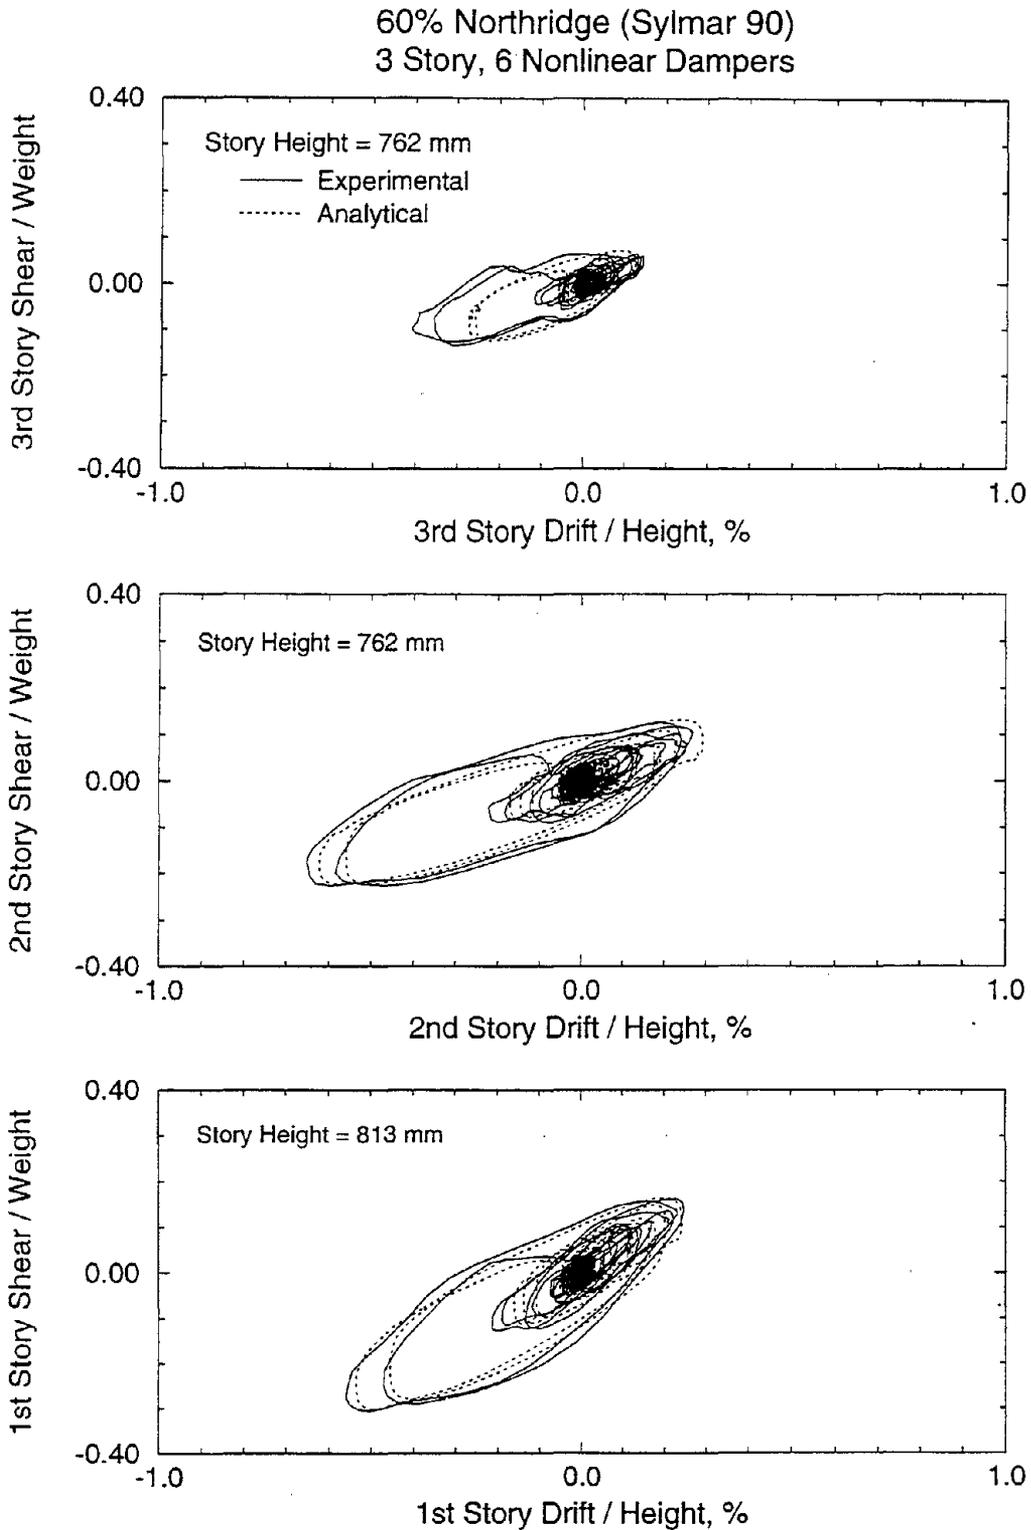 60% Northridge (Sylmar 90)
3 Story, 6 Nonlinear Dampers
0.40
Story Height = 762 mm
Experimental
Analytical
3rd Story Shear / Weight
0.00
-0.40
-1.0
0.0
1.0
3rd Story Drift / Height, %
0.40
Story Height = 762 mm
2nd Story Shear / Weight
0.00
-0.40
-1.0
0.0
1.0
2nd Story Drift / Height, %
0.40
Story Height = 813 mm
1st Story Shear / Weight
0.00
-0.40
-1.0
0.0
1.0
1st Story Drift / Height, %